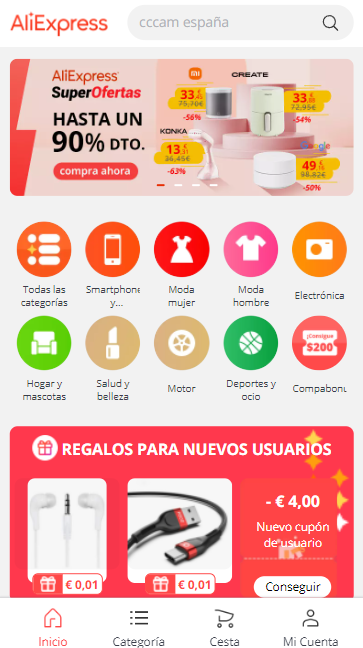 AliExpress
cccam españa
AliExpress
SuperOfertas
HASTA UN
90% DTO.
compra ahora
CREATE
33
75,70€
-56%
33
72,95€
-54%
KONKA
13
36,45€
-63%
Google
49
98,82€
-50%
Todas las
categorías
Smartphone
y...
Moda
mujer
Moda
hombre
Electrónica
Hogar y
mascotas
Salud y
belleza
Motor
Deportes y
ocio
¡Consigue
$200
Compabonu
REGALOS PARA NUEVOS USUARIOS
€ 0,01
€ 0,01
- € 4,00
Nuevo cupón
de usuario
Conseguir
Inicio
Categoría
Cesta
Mi Cuenta